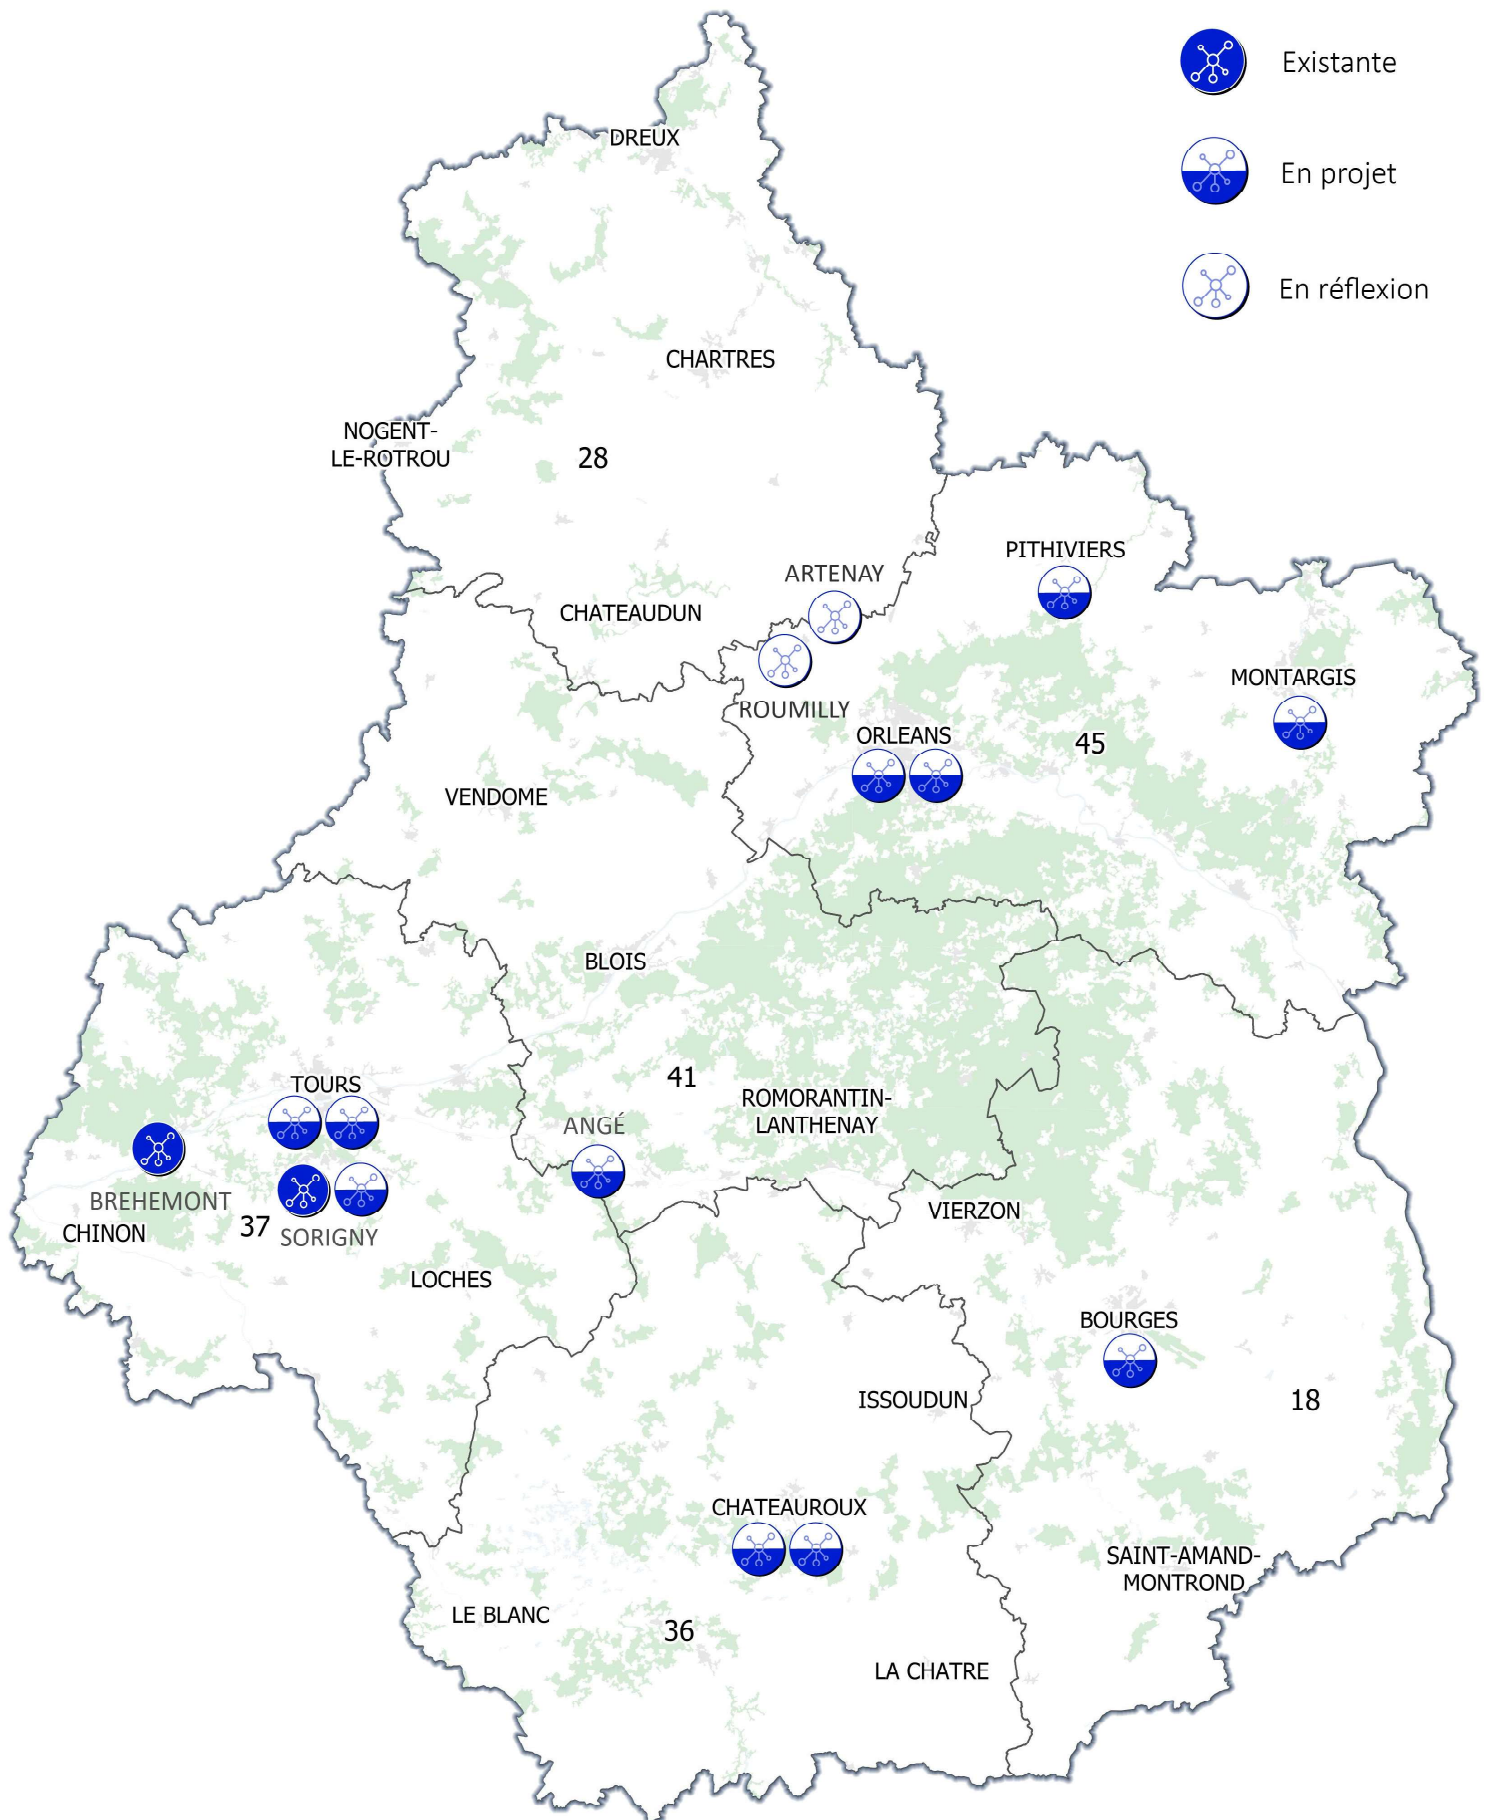 Existante
En projet
En réflexion
DREUX
CHARTRES
NOGENT-
LE-ROTROU
28
PITHIVIERS
ARTENAY
CHATEAUDUN
MONTARGIS
ROUMILLY
ORLEANS
45
VENDOME
BLOIS
41
TOURS
ROMORANTIN-
LANTHENAY
ANGÉ
BREHEMONT
VIERZON
37
CHINON
SORIGNY
LOCHES
BOURGES
ISSOUDUN
18
CHATEAUROUX
SAINT-AMAND-
MONTROND
LE BLANC
36
LA CHATRE